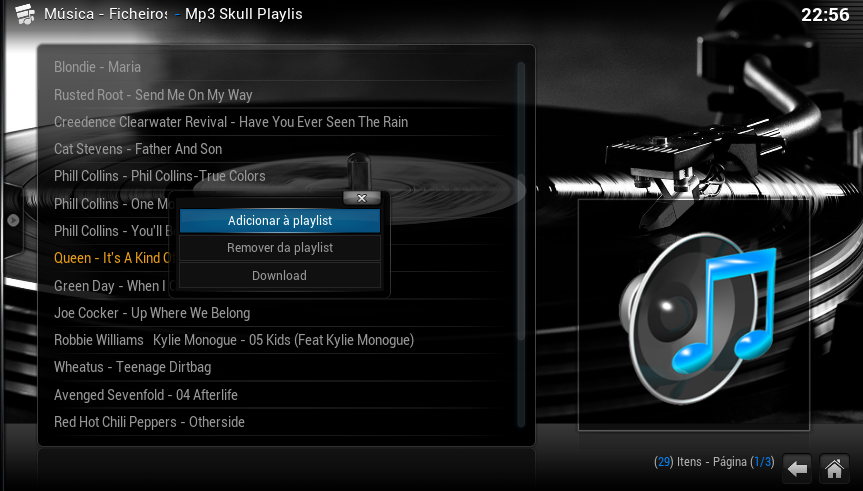 Música - Ficheiros - Mp3 Skull Playlis
22:56
Blondie - Maria
Rusted Root - Send Me On My Way
Creedence Clearwater Revival - Have You Ever Seen The Rain
Cat Stevens - Father And Son
Phill Collins - Phil Collins-True Colors
Phill Collins - One Mo
Phill Collins - You'll B
Queen - It's A Kind O
Green Day - When I C
Joe Cocker - Up Where We Belong
Robbie Williams Kylie Monogue - 05 Kids (Feat Kylie Monogue)
Wheatus - Teenage Dirtbag
Avenged Sevenfold - 04 Afterlife
Red Hot Chili Peppers - Otherside
Adicionar à playlist
Remover da playlist
Download
(29) Itens - Página (1/3)